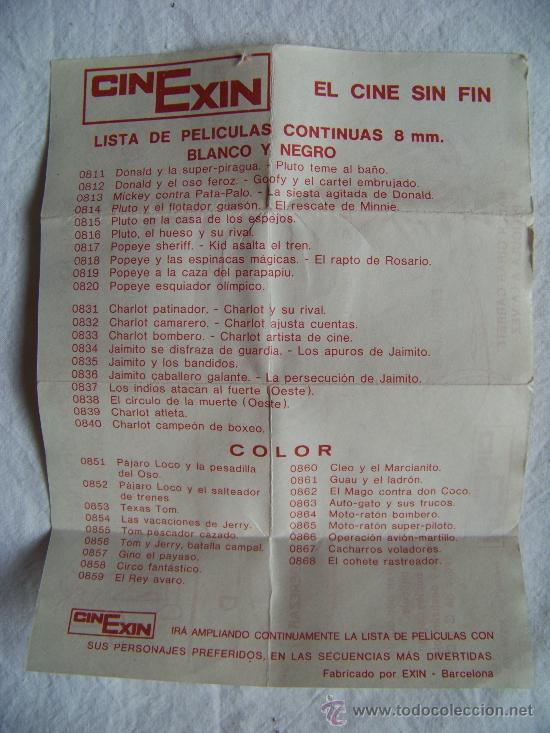 CINEXIN
EL CINE SIN FIN
LISTA DE PELICULAS CONTINUAS 8 mm.
BLANCO Y NEGRO
0811 Donald y la super-piragua. - Pluto teme al baño.
0812 Donald y el oso feroz. - Goofy y el cartel embrujado.
0813 Mickey contra Pata-Palo. - La siesta agitada de Donald.
0814 Pluto y el flotador guasón. - El rescate de Minnie.
0815 Pluto en la casa de los espejos.
0816 Pluto, el hueso y su rival.
0817 Popeye sheriff. - Kid asalta el tren.
0818 Popeye y las espinacas mágicas. - El rapto de Rosario.
0819 Popeye a la caza del parapapiu.
0820 Popeye esquiador olímpico.
0831 Charlot patinador. - Charlot y su rival.
0832 Charlot camarero. - Charlot ajusta cuentas.
0833 Charlot bombero. - Charlot artista de cine.
0834 Jaimito se disfraza de guardia. - Los apuros de Jaimito.
0835 Jaimito y los bandidos.
0836 Jaimito caballero galante. - La persecución de Jaimito.
0837 Los indios atacan al fuerte (Oeste).
0838 El círculo de la muerte (Oeste).
0839 Charlot atleta.
0840 Charlot campeón de boxeo.
COLOR
0851 Pájaro Loco y la pesadilla
del Oso.
0852 Pájaro Loco y el salteador
de trenes
0853 Texas Tom.
0854 Las vacaciones de Jerry.
0855 Tom pescador cazado.
0856 Tom y Jerry, batalla campal.
0857 Gino el payaso.
0858 Circo fantástico.
0859 El Rey avaro.
0860 Cleo y el Marcianito.
0861 Guau y el ladrón.
0862 El Mago contra don Coco.
0863 Auto-gato y sus trucos.
0864 Moto-ratón bombero.
0865 Moto-ratón super-piloto.
0866 Operación avión-martillo.
0867 Cacharros voladores.
0868 El cohete rastreador.
CINEXIN
IRÁ AMPLIANDO CONTINUAMENTE LA LISTA DE PELÍCULAS CON
SUS PERSONAJES PREFERIDOS, EN LAS SECUENCIAS MÁS DIVERTIDAS.
Fabricado por EXIN - Barcelona
www.todocoleccion.net